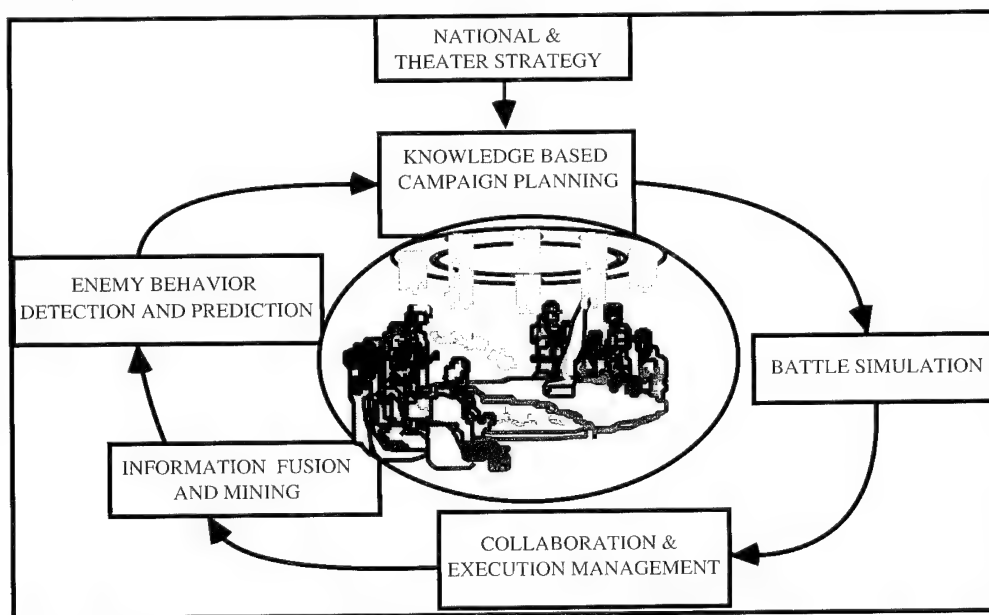 NATIONAL &
THEATER STRATEGY
KNOWLEDGE BASED
CAMPAIGN PLANNING
ENEMY BEHAVIOR
DETECTION AND PREDICTION
BATTLE SIMULATION
INFORMATION FUSION
AND MINING
COLLABORATION &
EXECUTION MANAGEMENT